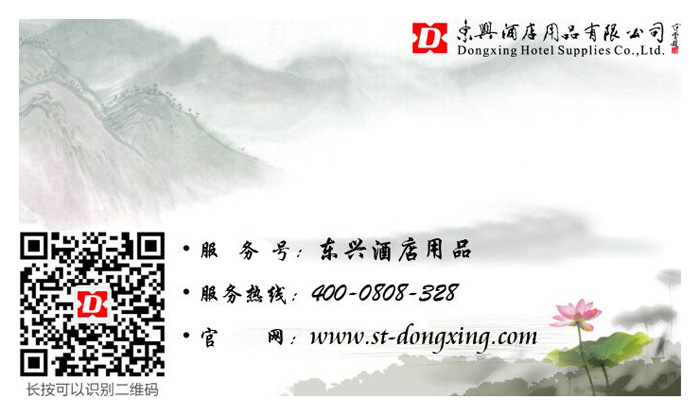 D 东興酒店用品有限公司
Dongxing Hotel Supplies Co.,Ltd.
• 服 务 号：东兴酒店用品
• 服务热线：400-0808-328
• 官 网：www.st-dongxing.com
D
长按可以识别二维码